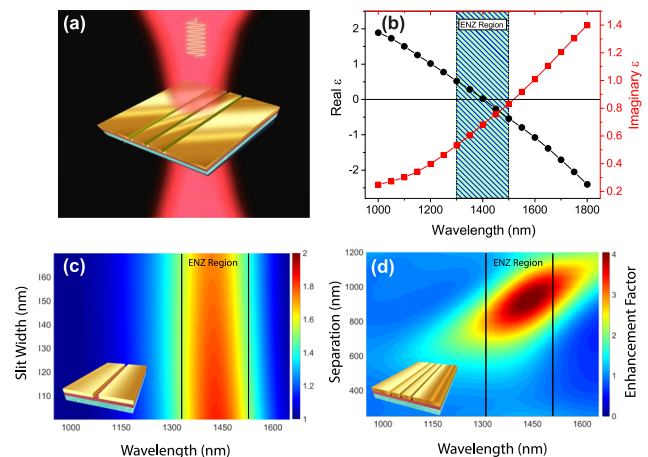 (a)
(b)
ENZ Region
Real ε
2
1
0
-1
-2
Imaginary ε
1.4
1.2
1.0
0.8
0.6
0.4
0.2
1000 1200 1400 1600 1800
Wavelength (nm)
(c)
ENZ Region
Slit Width (nm)
160
150
140
130
120
110
1000 1150 1300 1450 1600
Wavelength (nm)
2
1.8
1.6
1.4
1.2
1
(d)
ENZ Region
Separation (nm)
1200
1000
800
600
400
200
1000 1150 1300 1450 1600
Wavelength (nm)
4
3
2
1
0
Enhancement Factor